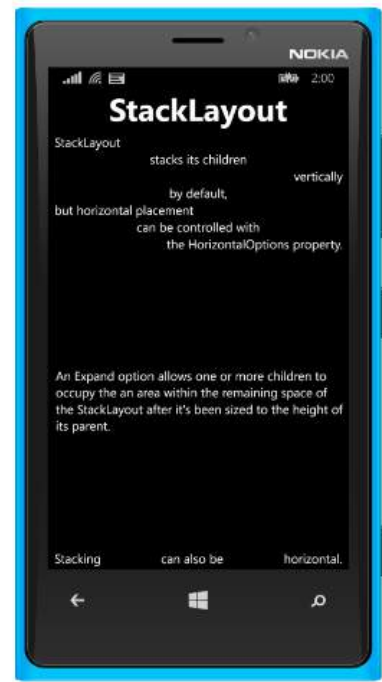 NOKIA
2:00
StackLayout
StackLayout
stacks its children
vertically
by default,
but horizontal placement
can be controlled with
the HorizontalOptions property.
An Expand option allows one or more children to
occupy the an area within the remaining space of
the StackLayout after it's been sized to the height of
its parent.
Stacking can also be horizontal.